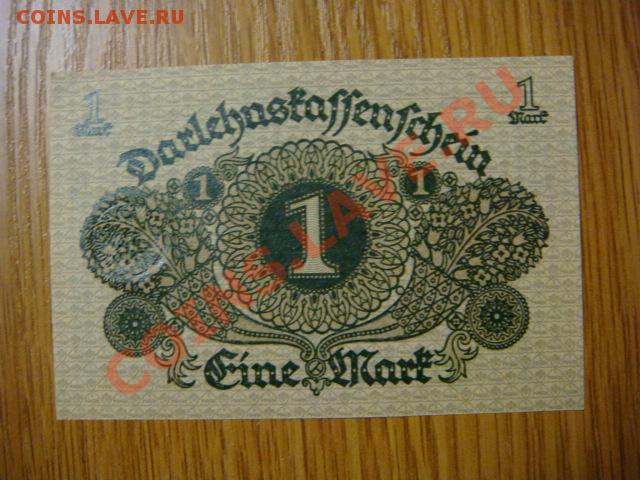 COINS.LAVE.RU
1
Mark
1
Mark
Darlehnskassenschein
1
1
1
COINS.LAVE.RU
Eine Mark